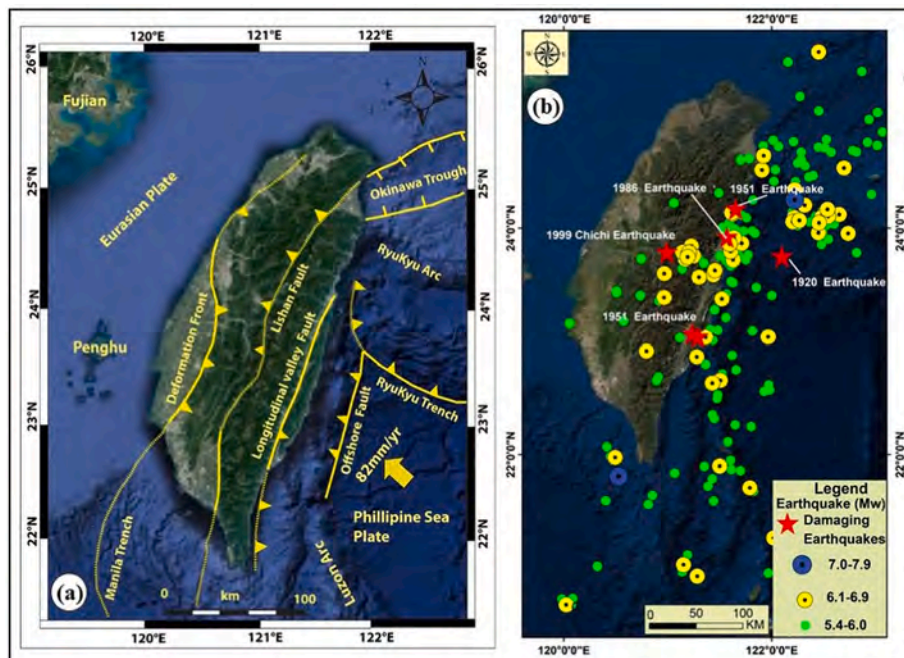 120°E
121°E
122°E
26°N
25°N
24°N
23°N
22°N
Fujian
Eurasian Plate
Okinawa Trough
RyuKyu Arc
Penghu
Deformation Front
Lishan Fault
Longitudinal valley Fault
RyuKyu Trench
Offshore Fault
82mm/yr
Phillipine Sea
Plate
Manila Trench
Luzon Arc
(a)
0 km 100
120°E
121°E
122°E
26°N
25°N
24°N
23°N
22°N
120°0'0"E
122°0'0"E
N
W E
S
(b)
1986 Earthquake
1951 Earthquake
1999 Chichi Earthquake
1920 Earthquake
1951 Earthquake
24°0'0"N
22°0'0"N
24°0'0"N
22°0'0"N
Legend
Earthquake (Mw)
Damaging
Earthquakes
7.0-7.9
6.1-6.9
5.4-6.0
0 50 100
KM
120°0'0"E
122°0'0"E